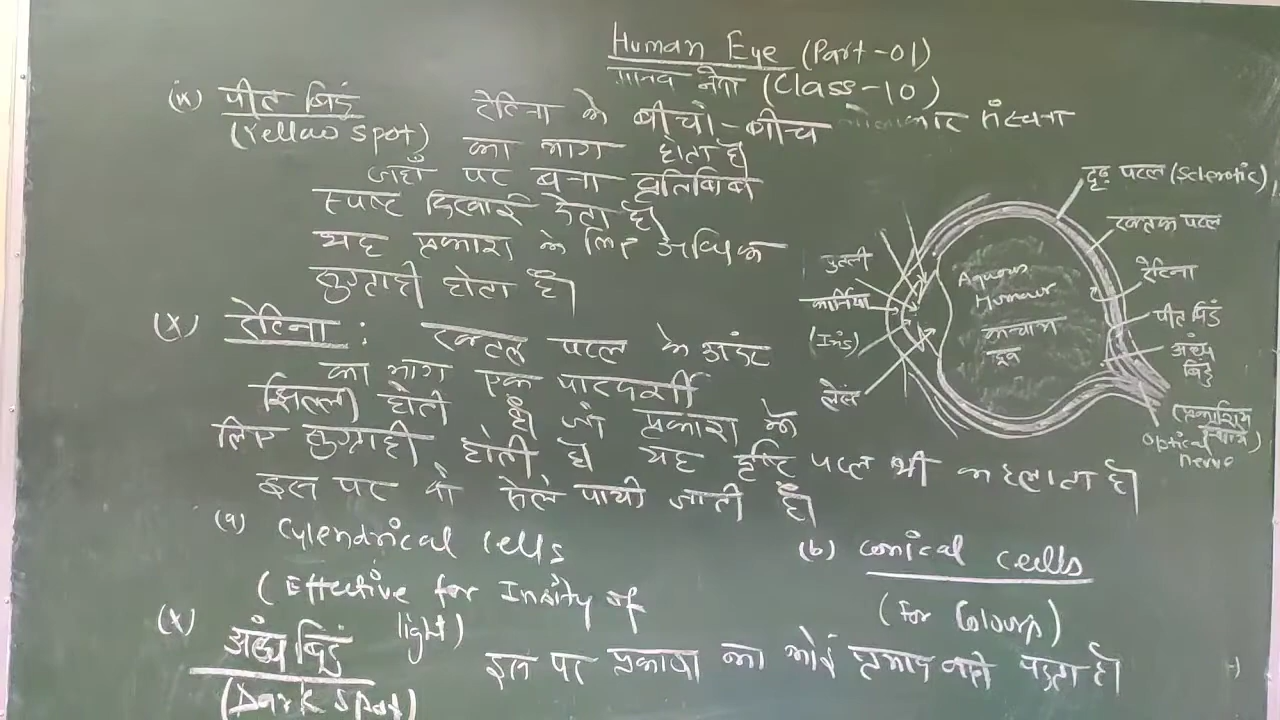 Human Eye (Part-01)
मानव नेत्र (Class-10)
(ix) पीत बिंदु रेटिना के बीचो-बीच गोलाकार संरचना
(Yellow spot) का भाग होता है।
जहाँ पर बना प्रतिबिंब
स्पष्ट दिखाई देता है।
यह प्रकाश के लिए अधिक
सुग्राही होता है।
(x) रेटिना : रक्तक पटल के अंदर
का भाग एक पारदर्शी
झिल्ली होती है जो प्रकाश के
लिए सुग्राही होती है यह दृष्टि पटल भी कहलाता है।
इस पर दो सेले पायी जाती है।
(a) Cylendrical cells
(Effective for Insity of
light)
(b) conical cells
(for Colours)
(x) अंध बिंदु इस पर प्रकाश का कोई प्रभाव नहीं पड़ता है।
(Dark spot)
दृढ़ पटल (Sclerotic)
रक्तक पटल
रेटिना
पीत बिंदु
अंध
बिंदु
Optical
nerve
पुतली
कार्निया
(Iris)
लेंस
Aqueous
Humour
काचाभ
द्रव